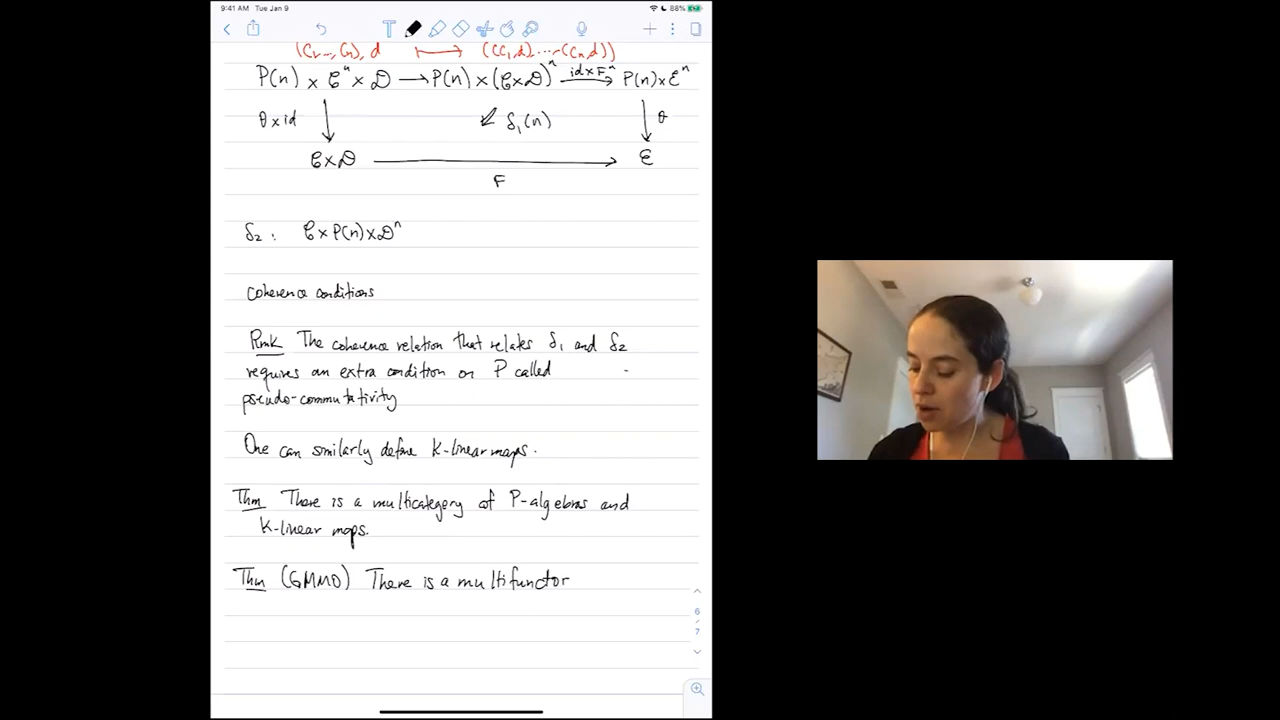 9:41 AM Tue Jan 9
88%
(C₁, ..., Cₙ), d ⟼ ((C₁,d), ..., (Cₙ,d))
P(n) × 𝒞ⁿ × 𝒟 → P(n) × (𝒞×𝒟)ⁿ id×Fⁿ → P(n)×ℰⁿ
θ × id ⇙ δ₁(n) θ
𝒞×𝒟 → ℰ
F
δ₂ : 𝒞 × P(n) × 𝒟ⁿ
Coherence conditions
Rmk The coherence relation that relates δ₁ and δ₂
requires an extra condition on P called
pseudo-commutativity
One can similarly define k-linear maps.
Thm There is a multicategory of P-algebras and
k-linear maps.
Thm (GMMO) There is a multifunctor
6
7